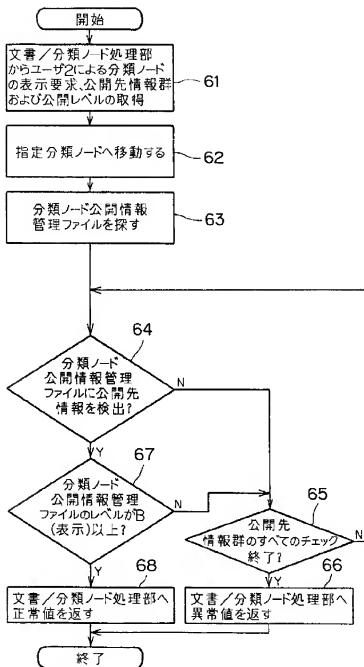 開始
文書／分類ノード処理部
からユーザ2による分類ノード
の表示要求、公開先情報群
および公開レベルの取得
61
指定分類ノードへ移動する
62
分類ノード公開情報
管理ファイルを探す
63
64
分類ノード
公開情報管理
ファイルに公開先
情報を検出?
N
Y
67
分類ノード
公開情報管理
ファイルのレベルがB
(表示)以上?
N
Y
65
公開先
情報群のすべてのチェック
終了?
N
Y
68
文書／分類ノード処理部へ
正常値を返す
66
文書／分類ノード処理部へ
異常値を返す
終了